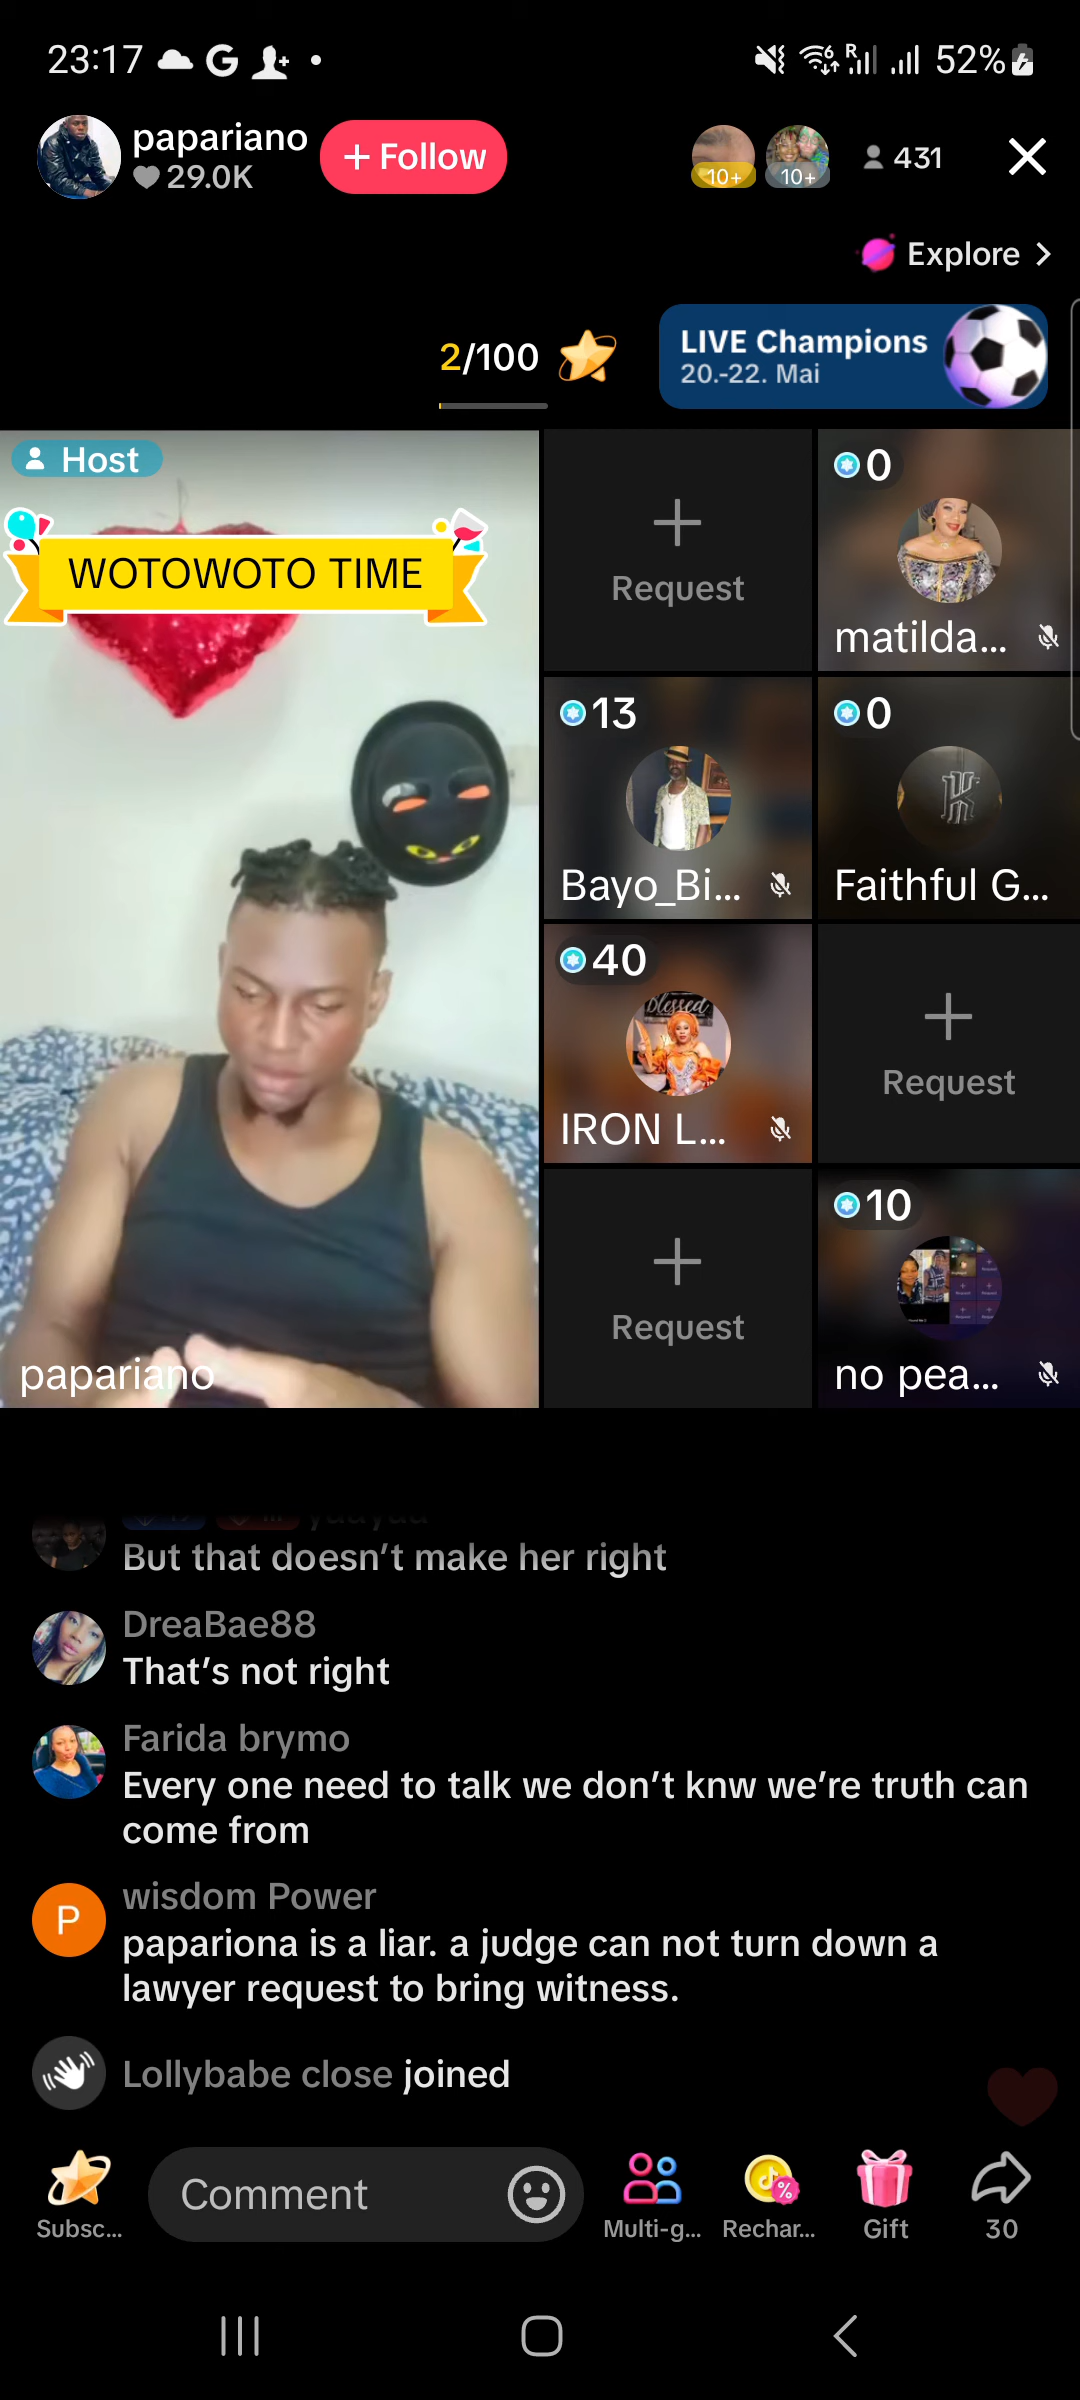 23:17
R
52%
papariano
29.0K
+ Follow
10+
10+
431
Explore
2/100
LIVE Champions
20.-22. Mai
Host
WOTOWOTO TIME
papariano
Request
0
matilda...
13
Bayo_Bi...
0
Faithful G...
Blessed
40
IRON L...
Request
Request
10
no pea...
But that doesn't make her right
DreaBae88
That's not right
Farida brymo
Every one need to talk we don't knw we're truth can
come from
P
wisdom Power
papariona is a liar. a judge can not turn down a
lawyer request to bring witness.
Lollybabe close joined
Subsc...
Comment
Multi-g...
Rechar...
Gift
30